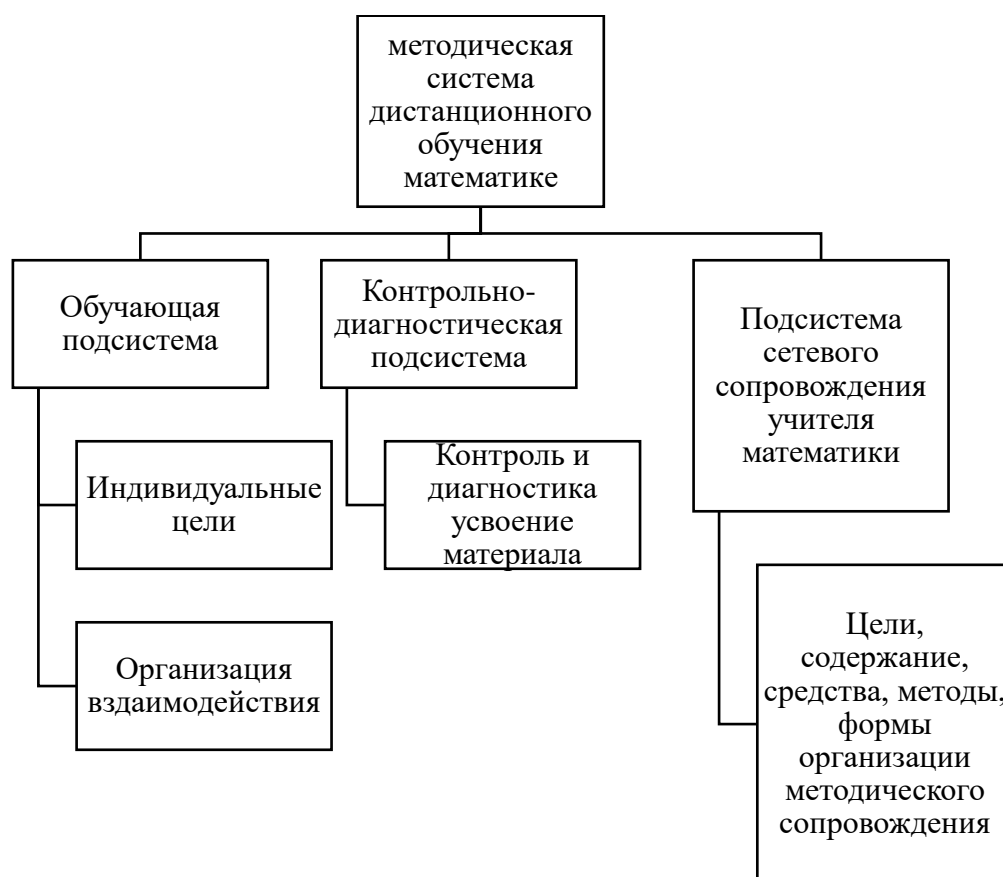 методическая
система
дистанционного
обучения
математике
Обучающая
подсистема
Индивидуальные
цели
Организация
вздаимодействия
Контрольно-
диагностическая
подсистема
Контроль и
диагностика
усвоение
материала
Подсистема
сетевого
сопровождения
учителя
математики
Цели,
содержание,
средства, методы,
формы
организации
методического
сопровождения